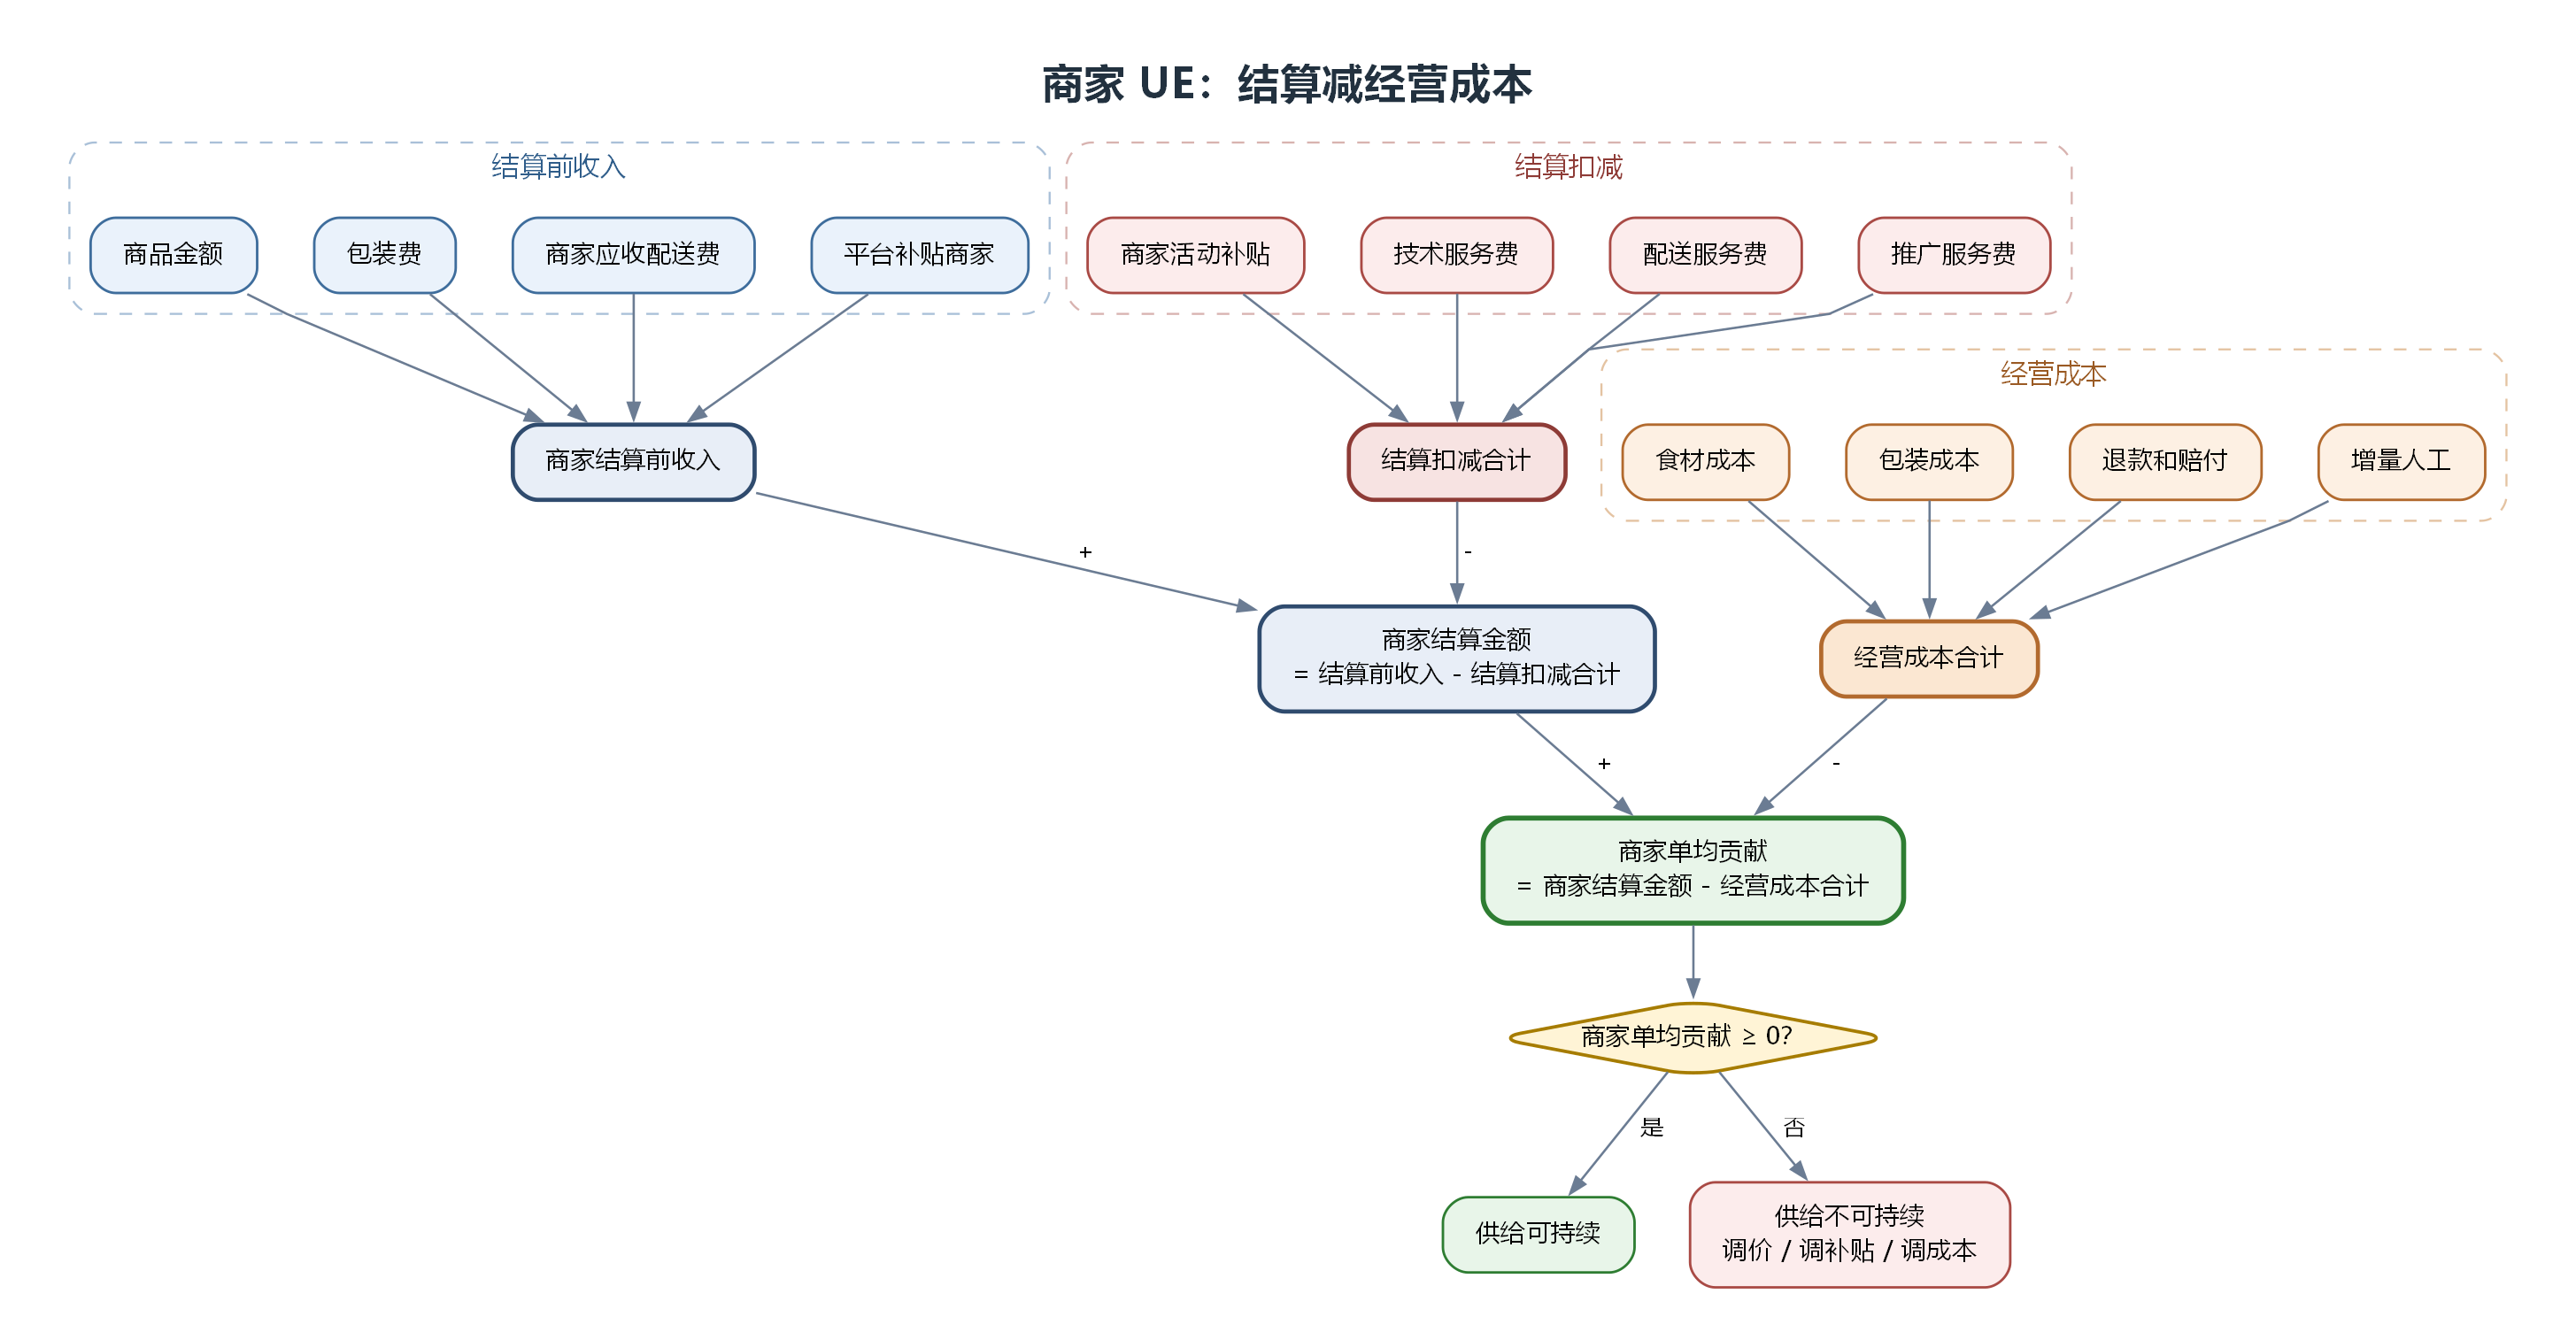 商家 UE：结算减经营成本
结算前收入
结算扣减
商品金额
包装费
商家应收配送费
平台补贴商家
商家活动补贴
技术服务费
配送服务费
推广服务费
经营成本
商家结算前收入
结算扣减合计
食材成本
包装成本
退款和赔付
增量人工
+
-
商家结算金额
= 结算前收入 - 结算扣减合计
经营成本合计
+
-
商家单均贡献
= 商家结算金额 - 经营成本合计
商家单均贡献 ≥ 0?
是
否
供给可持续
供给不可持续
调价 / 调补贴 / 调成本